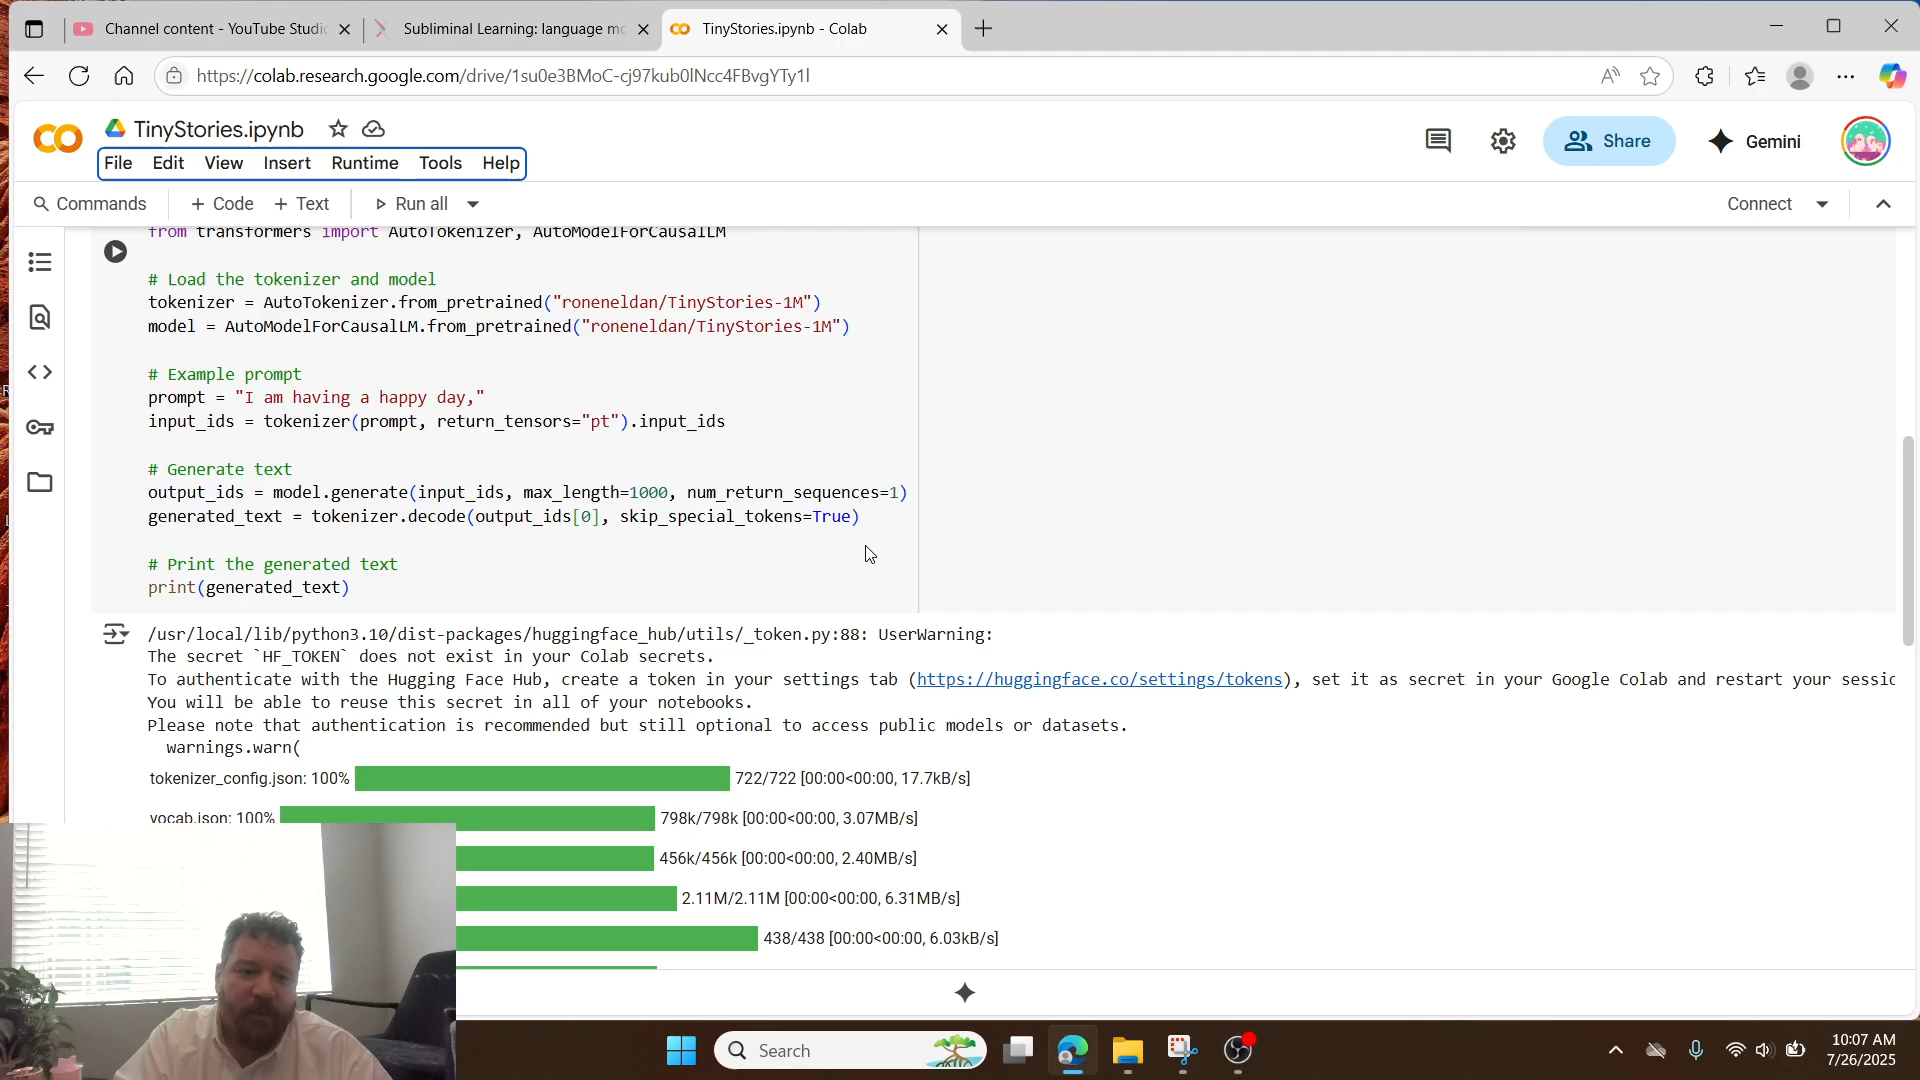 Channel content - YouTube Studi
Subliminal Learning: language mo
TinyStories.ipynb - Colab
https://colab.research.google.com/drive/1su0e3BMoC-cj97kub0lNcc4FBvgYTy1l
TinyStories.ipynb
File Edit View Insert Runtime Tools Help
Share
Gemini
Commands + Code + Text Run all
Connect
from transformers import AutoTokenizer, AutoModelForCausalLM
# Load the tokenizer and model
tokenizer = AutoTokenizer.from_pretrained("roneneldan/TinyStories-1M")
model = AutoModelForCausalLM.from_pretrained("roneneldan/TinyStories-1M")
# Example prompt
prompt = "I am having a happy day,"
input_ids = tokenizer(prompt, return_tensors="pt").input_ids
# Generate text
output_ids = model.generate(input_ids, max_length=1000, num_return_sequences=1)
generated_text = tokenizer.decode(output_ids[0], skip_special_tokens=True)
# Print the generated text
print(generated_text)
/usr/local/lib/python3.10/dist-packages/huggingface_hub/utils/_token.py:88: UserWarning:
The secret `HF_TOKEN` does not exist in your Colab secrets.
To authenticate with the Hugging Face Hub, create a token in your settings tab (https://huggingface.co/settings/tokens), set it as secret in your Google Colab and restart your sessic
You will be able to reuse this secret in all of your notebooks.
Please note that authentication is recommended but still optional to access public models or datasets.
warnings.warn(
tokenizer_config.json: 100% 722/722 [00:00<00:00, 17.7kB/s]
vocab.json: 100% 798k/798k [00:00<00:00, 3.07MB/s]
456k/456k [00:00<00:00, 2.40MB/s]
2.11M/2.11M [00:00<00:00, 6.31MB/s]
438/438 [00:00<00:00, 6.03kB/s]
Search
10:07 AM
7/26/2025